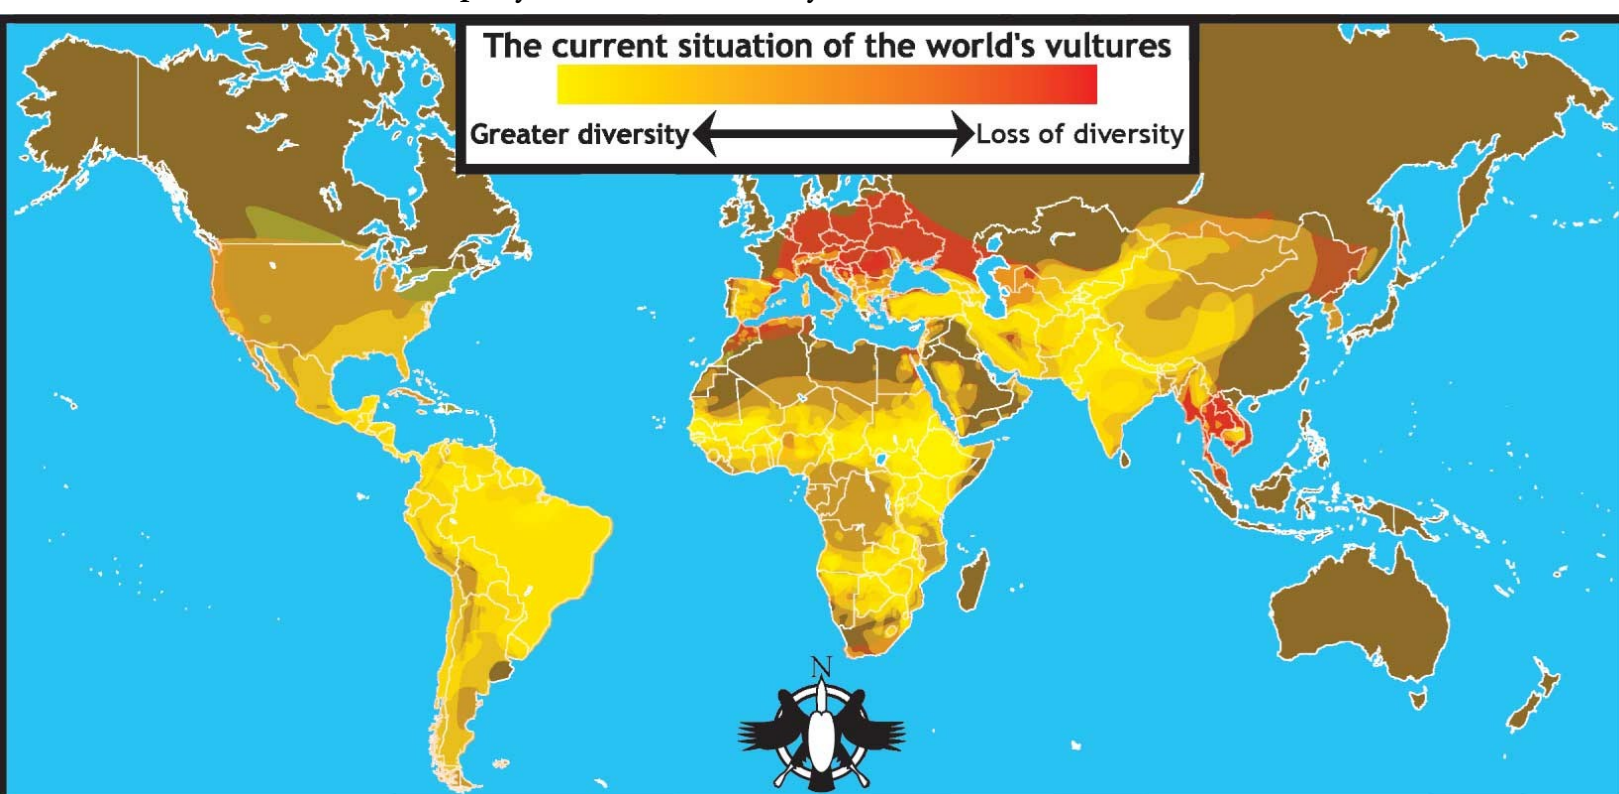 The current situation of the world's vultures
Greater diversity
Loss of diversity
N